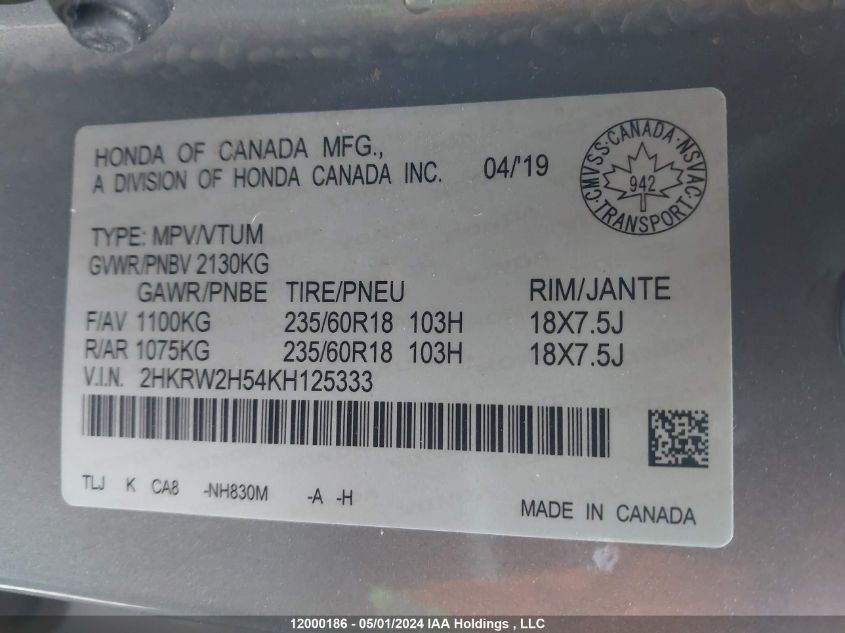 HONDA OF CANADA MFG.,
A DIVISION OF HONDA CANADA INC. 04/'19
CMVSS·CANADA·NSVAC·TRANSPORT·
942
TYPE: MPV/VTUM
GVWR/PNBV 2130KG
GAWR/PNBE TIRE/PNEU RIM/JANTE
F/AV 1100KG 235/60R18 103H 18X7.5J
R/AR 1075KG 235/60R18 103H 18X7.5J
V.I.N. 2HKRW2H54KH125333
TLJ K CA8 -NH830M -A -H
MADE IN CANADA
12000186 - 05/01/2024 IAA Holdings , LLC